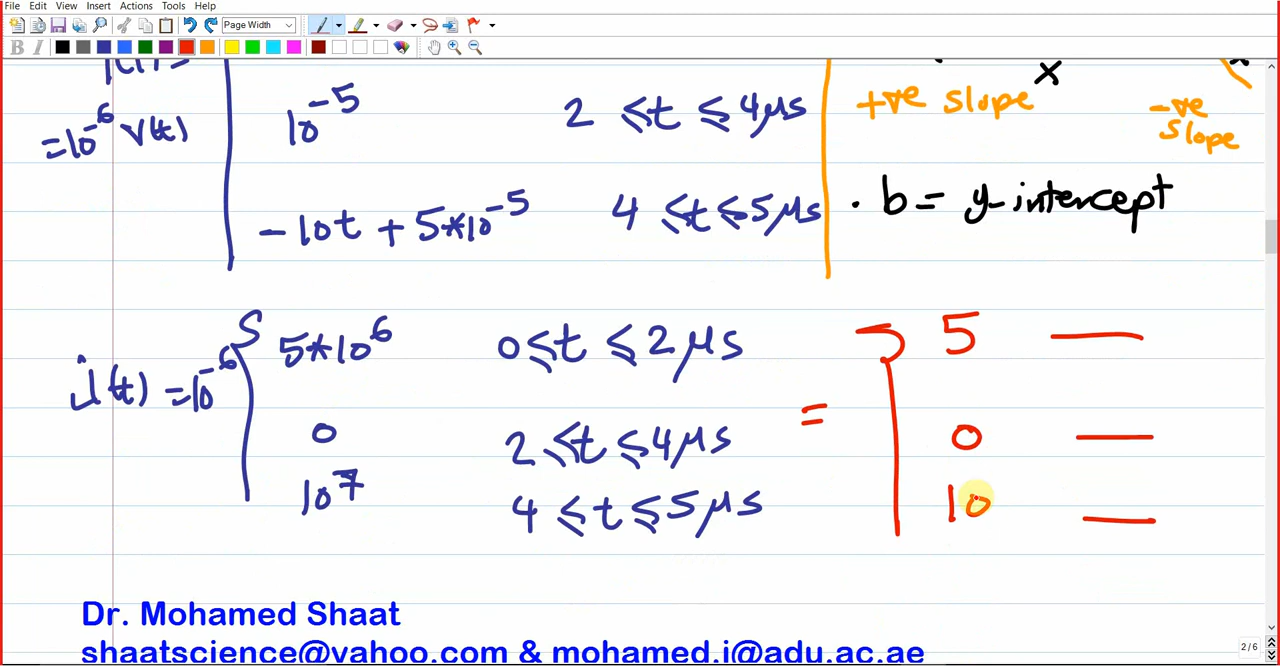 File Edit View Insert Actions Tools Help
Page Width
B I
= 10^-6 v(t)
10^-5 2 ≤ t ≤ 4μs
-10t + 5*10^-5 4 ≤ t ≤ 5μs
+ve slope x
-ve slope
. b = y-intercept
i(t) = 10^-6
5*10^6 0 ≤ t ≤ 2μs
0 2 ≤ t ≤ 4μs
10^7 4 ≤ t ≤ 5μs
= 5 —
0 —
10 —
Dr. Mohamed Shaat
shaatscience@yahoo.com & mohamed.i@adu.ac.ae
2/6